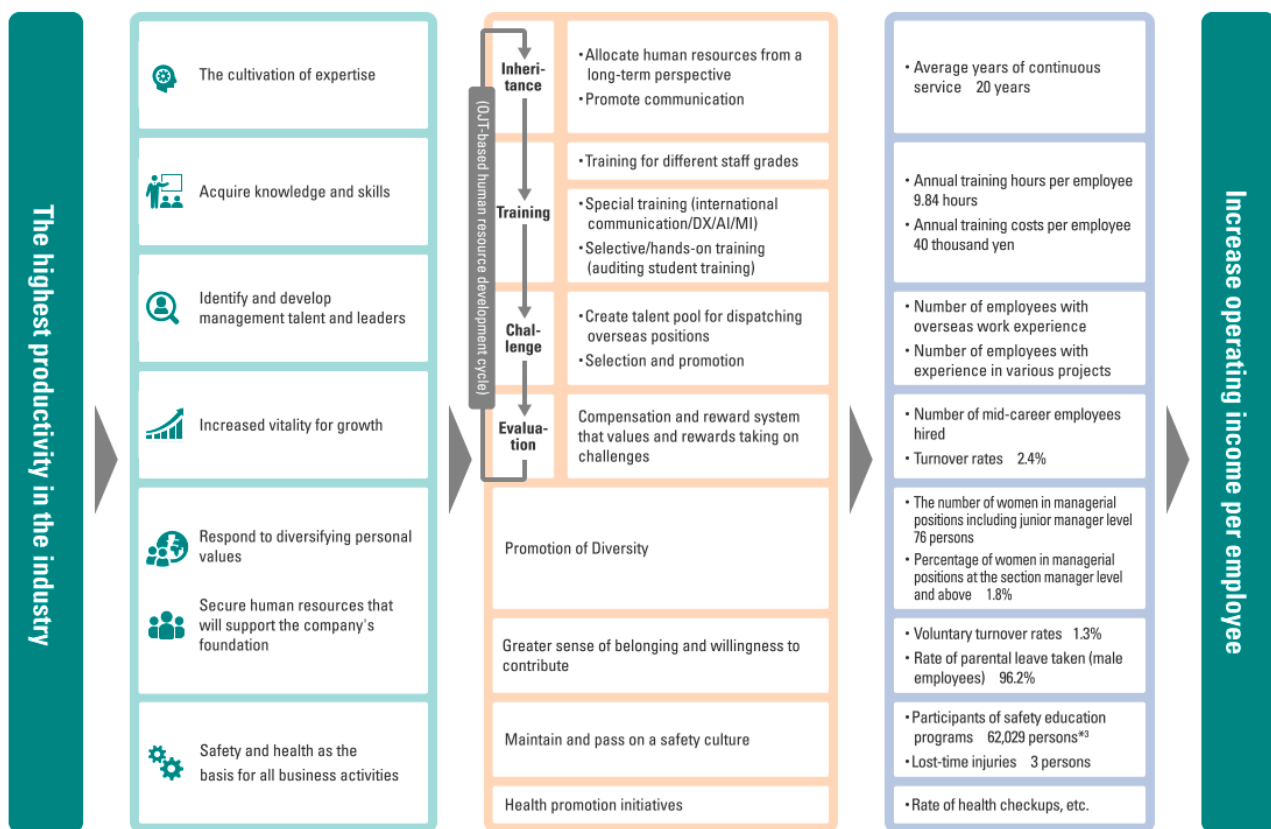 The highest productivity in the industry
The cultivation of expertise
Acquire knowledge and skills
Identify and develop
management talent and leaders
Increased vitality for growth
Respond to diversifying personal
values
Secure human resources that
will support the company's
foundation
Safety and health as the
basis for all business activities
(OJT-based human resource development cycle)
Inheri-
tance
• Allocate human resources from a
long-term perspective
• Promote communication
Training
• Training for different staff grades
• Special training (international
communication/DX/AI/MI)
• Selective/hands-on training
(auditing student training)
Chal-
lenge
• Create talent pool for dispatching
overseas positions
• Selection and promotion
Evalua-
tion
Compensation and reward system
that values and rewards taking on
challenges
Promotion of Diversity
Greater sense of belonging and willingness to
contribute
Maintain and pass on a safety culture
Health promotion initiatives
• Average years of continuous
service 20 years
• Annual training hours per employee
9.84 hours
• Annual training costs per employee
40 thousand yen
• Number of employees with
overseas work experience
• Number of employees with
experience in various projects
• Number of mid-career employees
hired
• Turnover rates 2.4%
• The number of women in managerial
positions including junior manager level
76 persons
• Percentage of women in managerial
positions at the section manager level
and above 1.8%
• Voluntary turnover rates 1.3%
• Rate of parental leave taken (male
employees) 96.2%
• Participants of safety education
programs 62,029 persons*3
• Lost-time injuries 3 persons
• Rate of health checkups, etc.
Increase operating income per employee